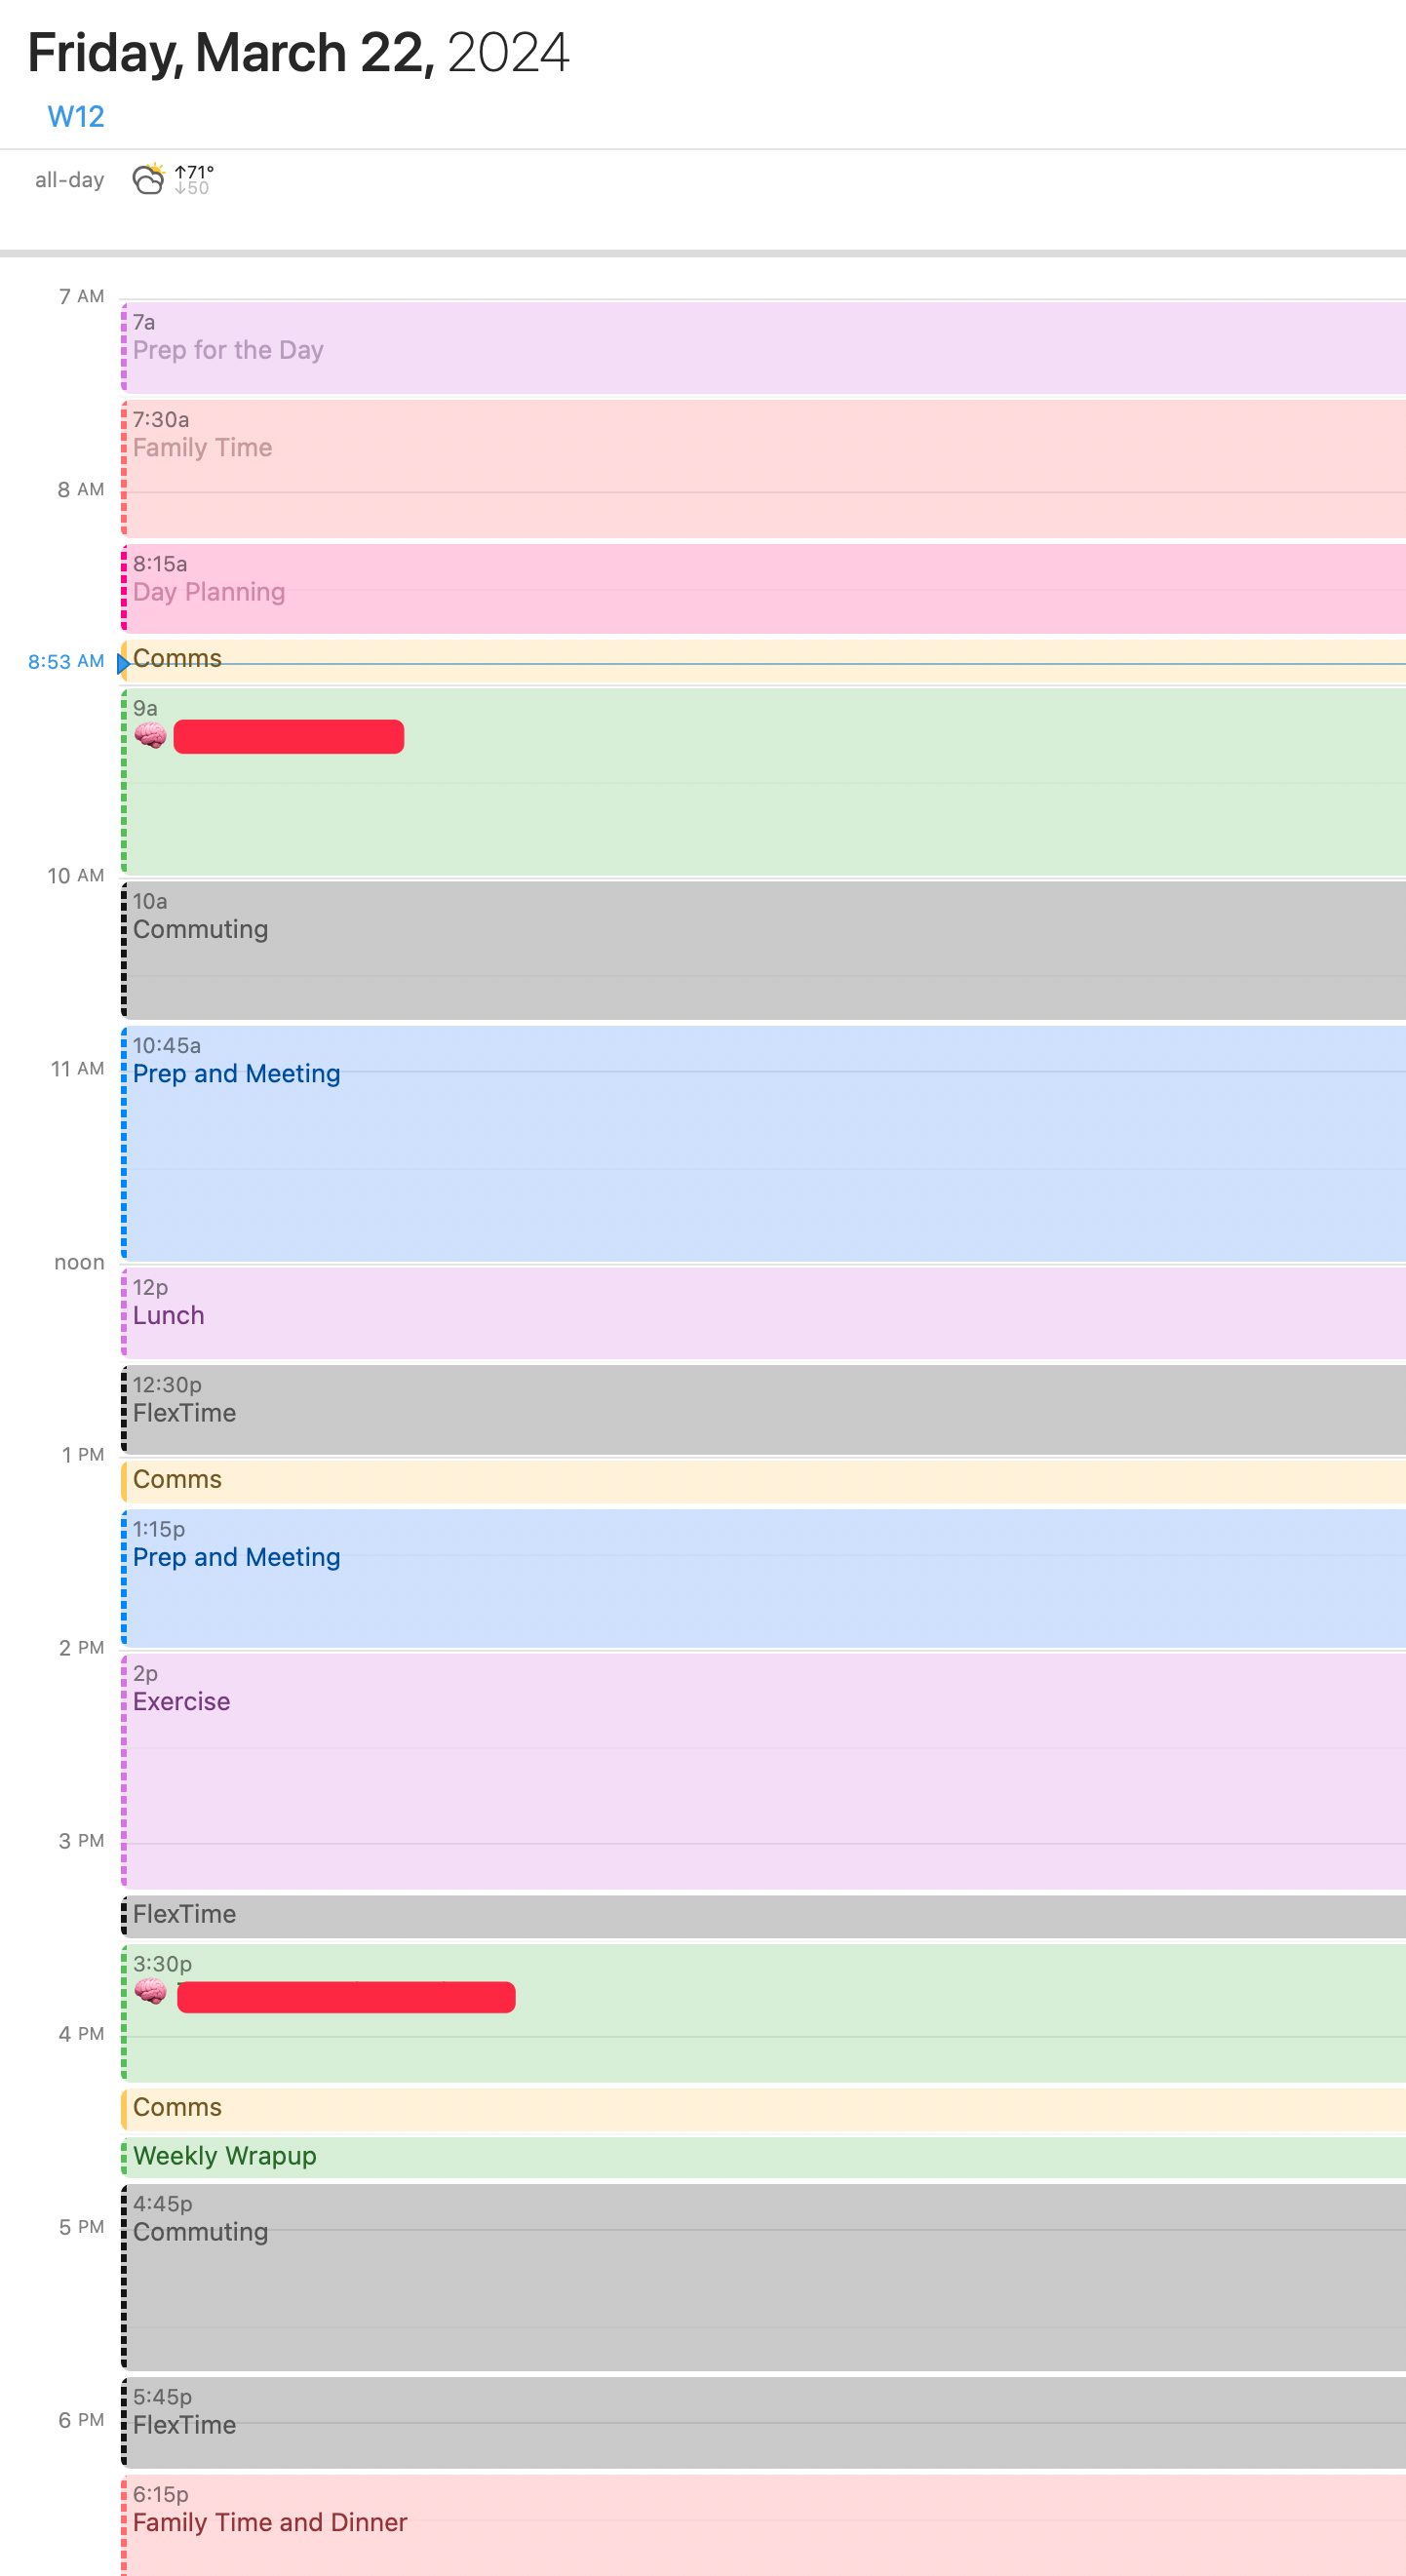 Friday, March 22, 2024
W12
all-day
↑71°
↓50
7 AM
7a
Prep for the Day
7:30a
Family Time
8 AM
8:15a
Day Planning
8:53 AM
Comms
9a
10 AM
10a
Commuting
10:45a
11 AM
Prep and Meeting
noon
12p
Lunch
12:30p
FlexTime
1 PM
Comms
1:15p
Prep and Meeting
2 PM
2p
Exercise
3 PM
FlexTime
3:30p
4 PM
Comms
Weekly Wrapup
4:45p
5 PM
Commuting
5:45p
6 PM
FlexTime
6:15p
Family Time and Dinner